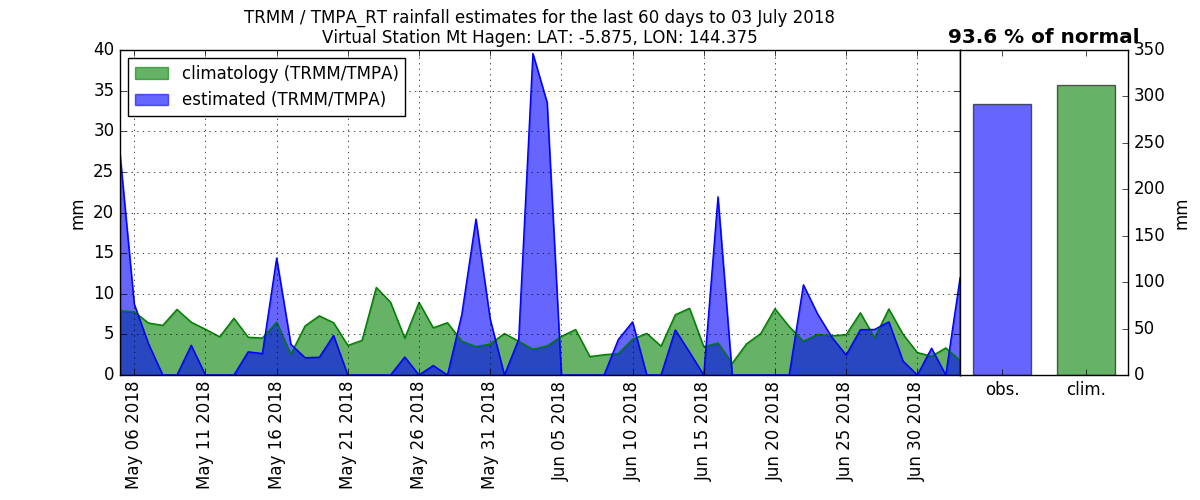 TRMM / TMPA_RT rainfall estimates for the last 60 days to 03 July 2018
Virtual Station Mt Hagen: LAT: -5.875, LON: 144.375
93.6 % of normal
climatology (TRMM/TMPA)
estimated (TRMM/TMPA)
40
35
30
25
20
15
10
5
0
mm
May 06 2018
May 11 2018
May 16 2018
May 21 2018
May 26 2018
May 31 2018
Jun 05 2018
Jun 10 2018
Jun 15 2018
Jun 20 2018
Jun 25 2018
Jun 30 2018
obs.
clim.
350
300
250
200
150
100
50
0
mm